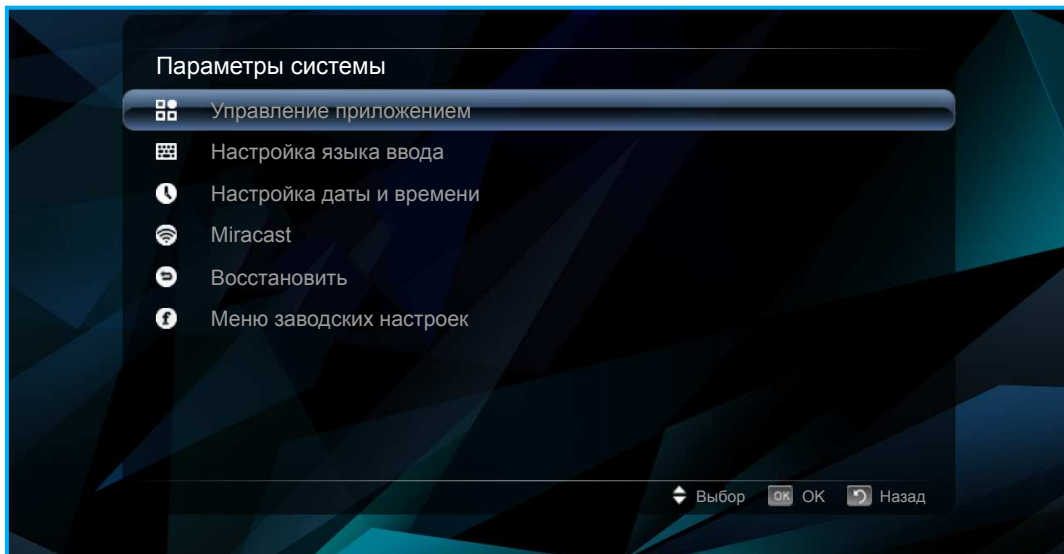 Параметры системы
Управление приложением
Настройка языка ввода
Настройка даты и времени
Miracast
Восстановить
Меню заводских настроек
Выбор OK OK Назад